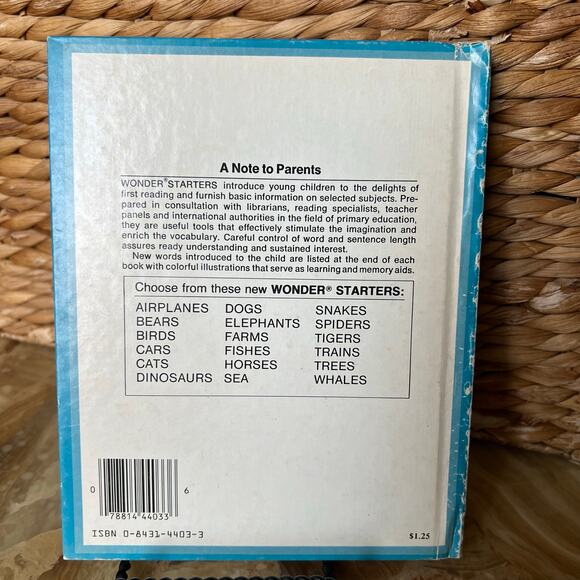 A Note to Parents
WONDER® STARTERS introduce young children to the delights of
first reading and furnish basic information on selected subjects. Pre-
pared in consultation with librarians, reading specialists, teacher
panels and international authorities in the field of primary education,
they are useful tools that effectively stimulate the imagination and
enrich the vocabulary. Careful control of word and sentence length
assures ready understanding and sustained interest.
New words introduced to the child are listed at the end of each
book with colorful illustrations that serve as learning and memory aids.
Choose from these new WONDER® STARTERS:
AIRPLANES DOGS SNAKES
BEARS ELEPHANTS SPIDERS
BIRDS FARMS TIGERS
CARS FISHES TRAINS
CATS HORSES TREES
DINOSAURS SEA WHALES
0 78814 44033 6
ISBN 0-8431-4403-3
$1.25